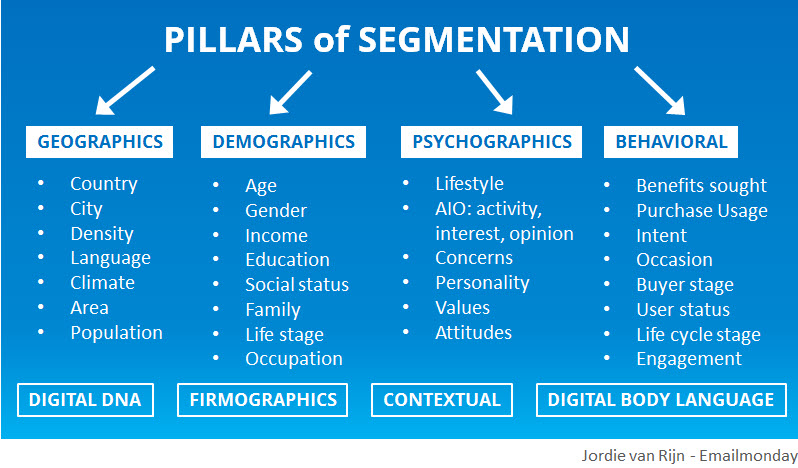 PILLARS of SEGMENTATION
GEOGRAPHICS
• Country
• City
• Density
• Language
• Climate
• Area
• Population
DEMOGRAPHICS
• Age
• Gender
• Income
• Education
• Social status
• Family
• Life stage
• Occupation
PSYCHOGRAPHICS
• Lifestyle
• AIO: activity,
interest, opinion
• Concerns
• Personality
• Values
• Attitudes
BEHAVIORAL
• Benefits sought
• Purchase Usage
• Intent
• Occasion
• Buyer stage
• User status
• Life cycle stage
• Engagement
DIGITAL DNA
FIRMOGRAPHICS
CONTEXTUAL
DIGITAL BODY LANGUAGE
Jordie van Rijn - Emailmonday